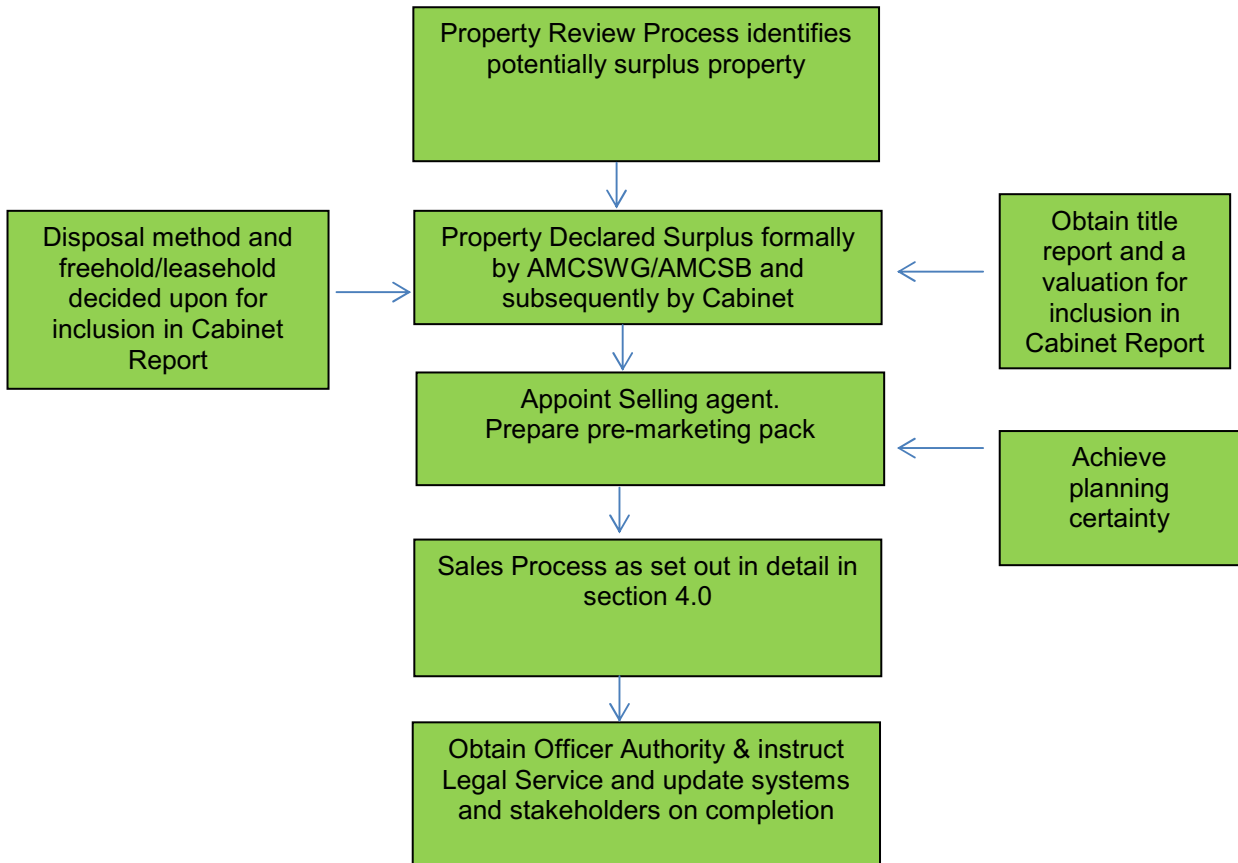 Property Review Process identifies
potentially surplus property
Disposal method and
freehold/leasehold
decided upon for
inclusion in Cabinet
Report
Property Declared Surplus formally
by AMCSWG/AMCSB and
subsequently by Cabinet
Obtain title
report and a
valuation for
inclusion in
Cabinet Report
Appoint Selling agent.
Prepare pre-marketing pack
Achieve
planning
certainty
Sales Process as set out in detail in
section 4.0
Obtain Officer Authority & instruct
Legal Service and update systems
and stakeholders on completion